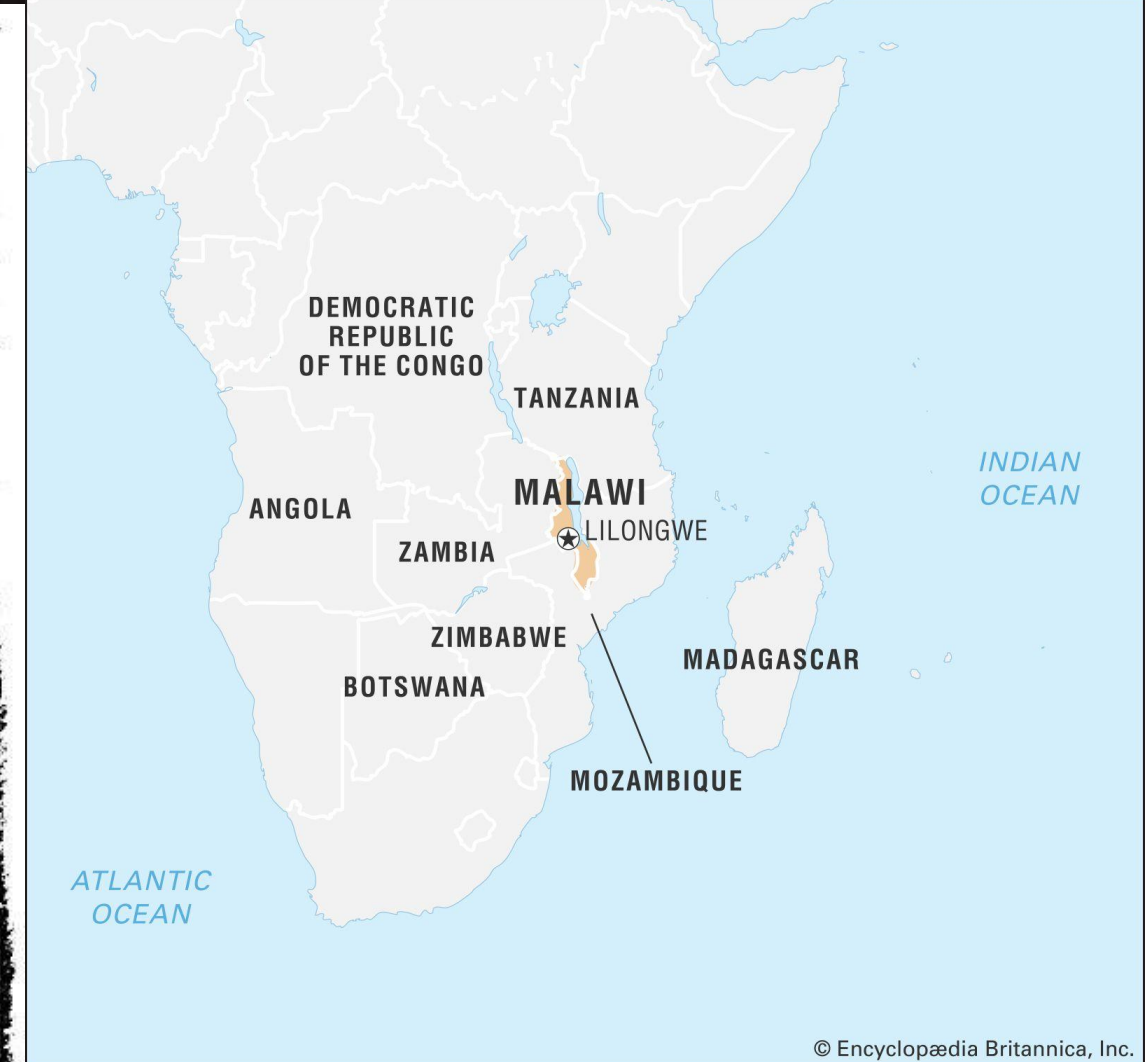 DEMOCRATIC
REPUBLIC
OF THE CONGO
TANZANIA
INDIAN
OCEAN
MALAWI
ANGOLA
LILONGWE
ZAMBIA
ZIMBABWE
MADAGASCAR
BOTSWANA
MOZAMBIQUE
ATLANTIC
OCEAN
© Encyclopædia Britannica, Inc.